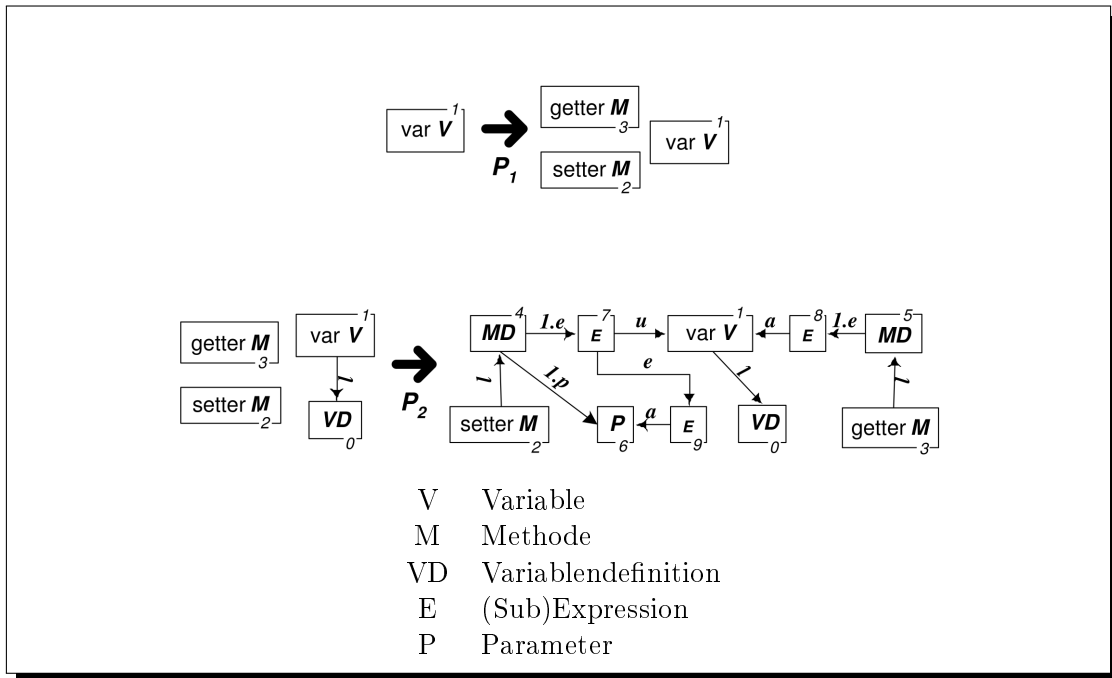 var V 1
P1
getter M 3
setter M 2
var V 1
getter M 3
setter M 2
var V 1
l
VD 0
P2
MD 4
1.e
E 7
u
var V 1
a
E 8
1.e
MD 5
l
1.p
e
l
l
setter M 2
P 6
a
E 9
VD 0
getter M 3
V Variable
M Methode
VD Variablendefinition
E (Sub)Expression
P Parameter